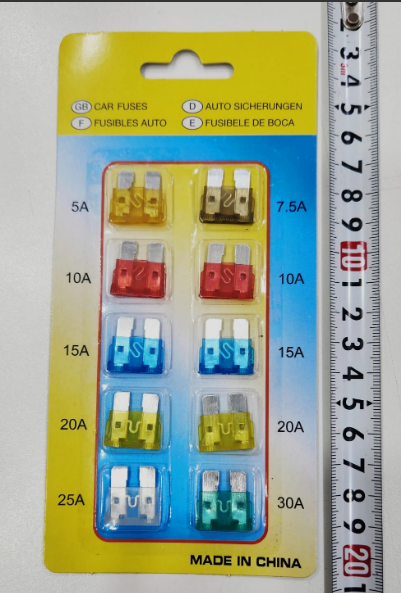 GB CAR FUSES
D AUTO SICHERUNGEN
F FUSIBLES AUTO
E FUSIBELE DE BOCA
5A
7.5A
10A
10A
15A
15A
20A
20A
25A
30A
MADE IN CHINA
3
4
5
6
7
8
9
10
1
2
3
4
5
6
7
8
9
20